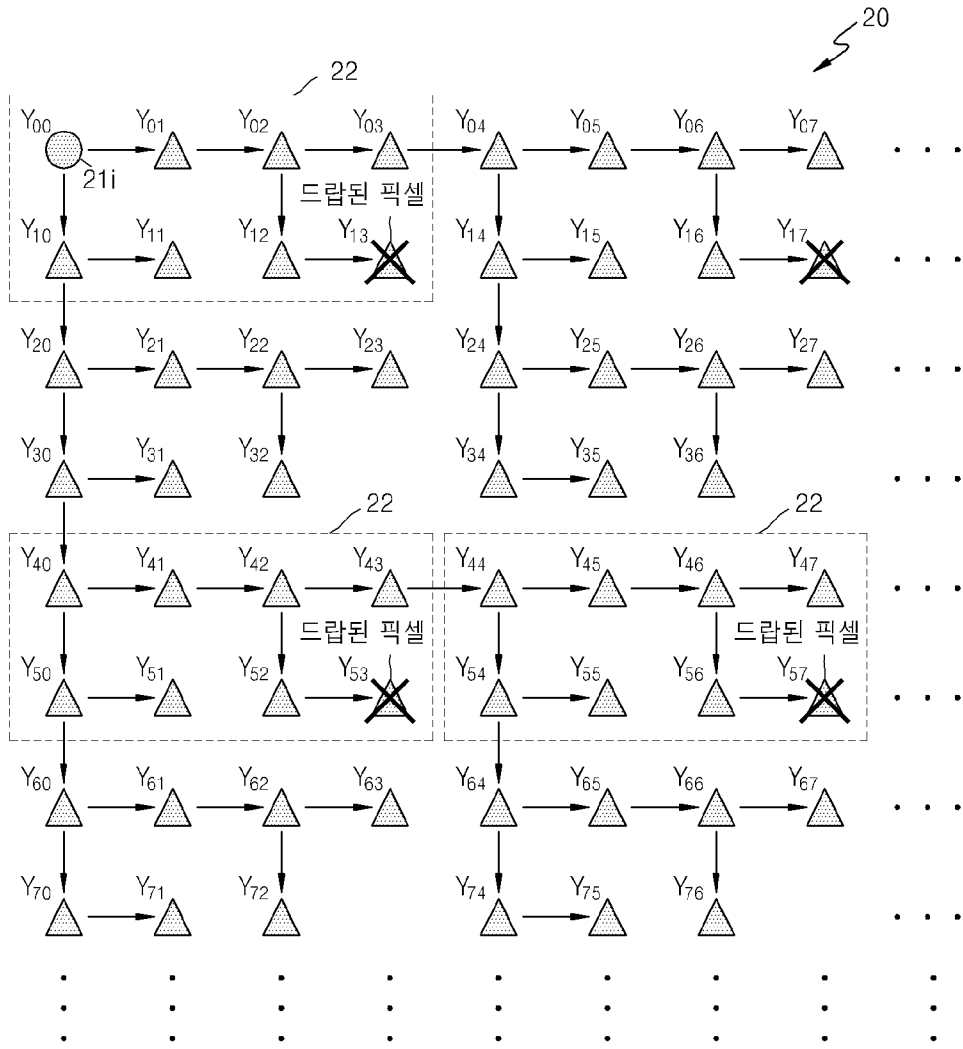 20
22
Y00 Y01 Y02 Y03 Y04 Y05 Y06 Y07
21i
드랍된 픽셀
Y10 Y11 Y12 Y13 Y14 Y15 Y16 Y17
Y20 Y21 Y22 Y23 Y24 Y25 Y26 Y27
Y30 Y31 Y32 Y34 Y35 Y36
22 22
Y40 Y41 Y42 Y43 Y44 Y45 Y46 Y47
드랍된 픽셀 드랍된 픽셀
Y50 Y51 Y52 Y53 Y54 Y55 Y56 Y57
Y60 Y61 Y62 Y63 Y64 Y65 Y66 Y67
Y70 Y71 Y72 Y74 Y75 Y76